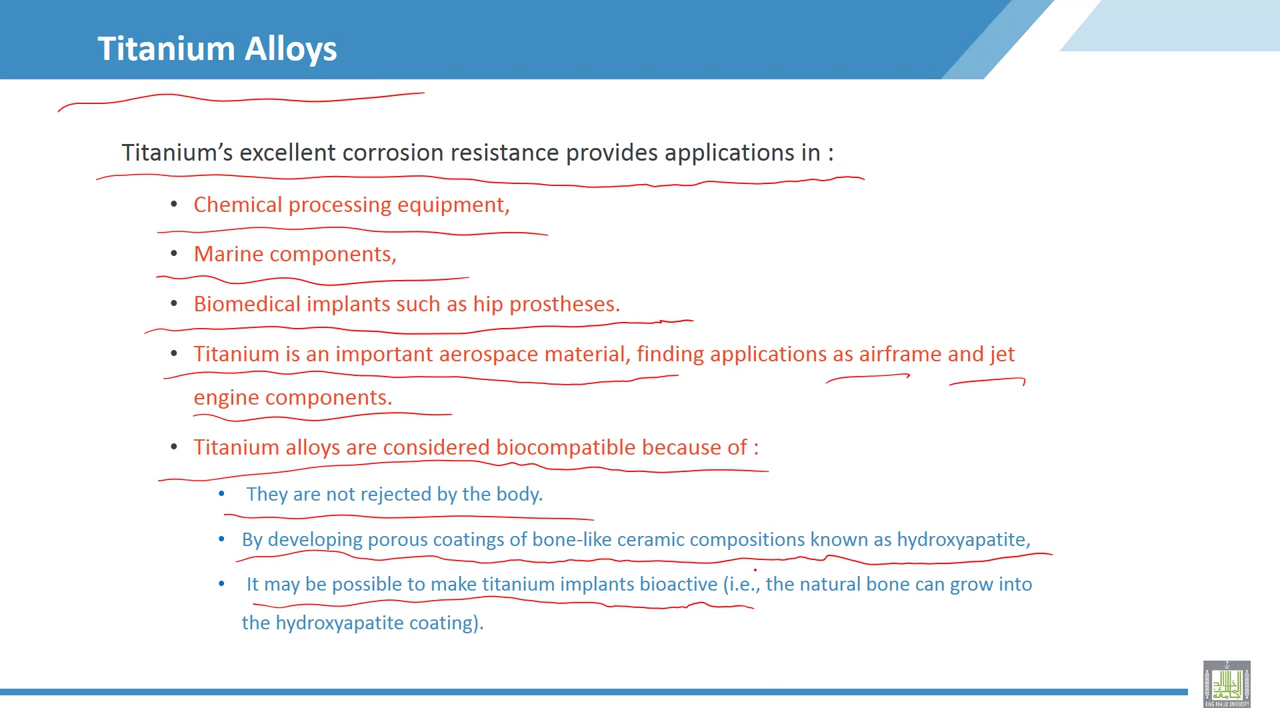 Titanium Alloys
Titanium's excellent corrosion resistance provides applications in :
• Chemical processing equipment,
• Marine components,
• Biomedical implants such as hip prostheses.
• Titanium is an important aerospace material, finding applications as airframe and jet
engine components.
• Titanium alloys are considered biocompatible because of :
• They are not rejected by the body.
• By developing porous coatings of bone-like ceramic compositions known as hydroxyapatite,
• It may be possible to make titanium implants bioactive (i.e., the natural bone can grow into
the hydroxyapatite coating).
KING KHALID UNIVERSITY